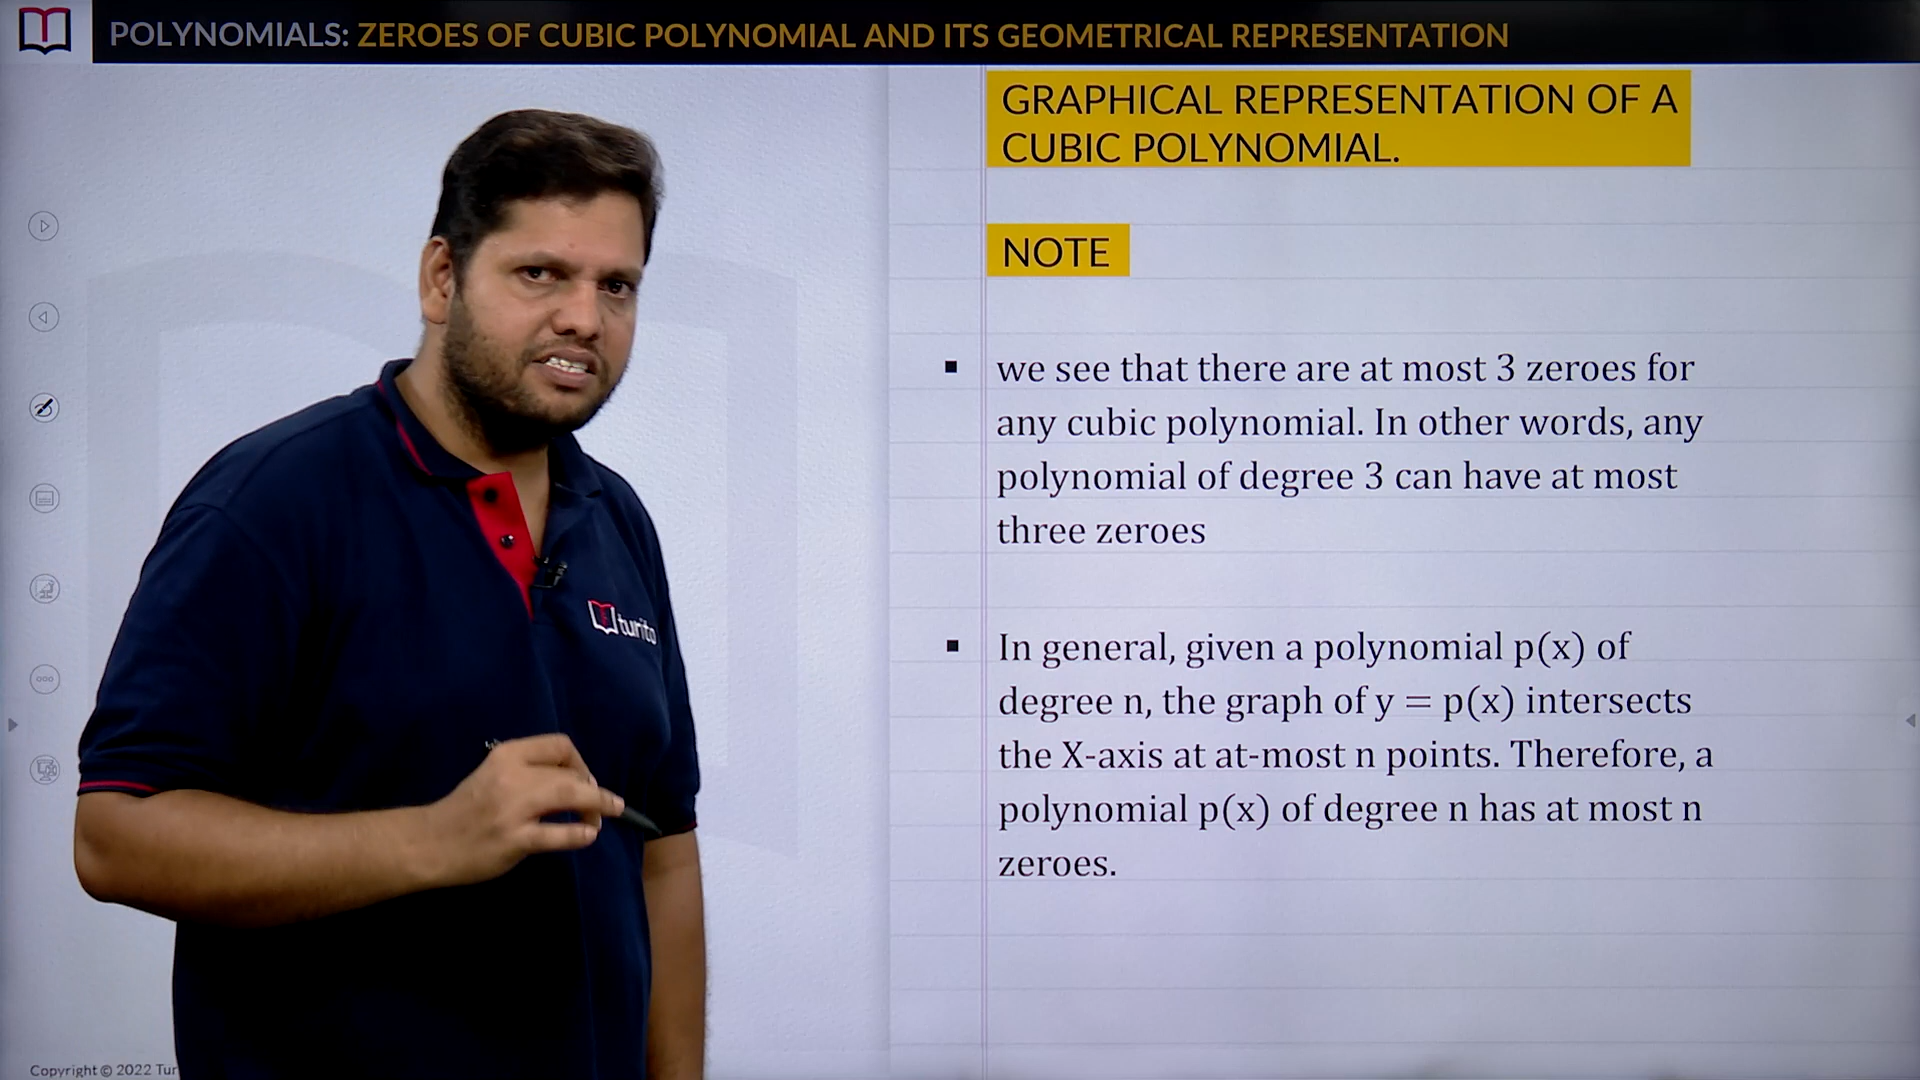 POLYNOMIALS: ZEROES OF CUBIC POLYNOMIAL AND ITS GEOMETRICAL REPRESENTATION
GRAPHICAL REPRESENTATION OF A
CUBIC POLYNOMIAL.
NOTE
▪ we see that there are at most 3 zeroes for
any cubic polynomial. In other words, any
polynomial of degree 3 can have at most
three zeroes
▪ In general, given a polynomial p(x) of
degree n, the graph of y = p(x) intersects
the X-axis at at-most n points. Therefore, a
polynomial p(x) of degree n has at most n
zeroes.
turito
Copyright © 2022 Tur